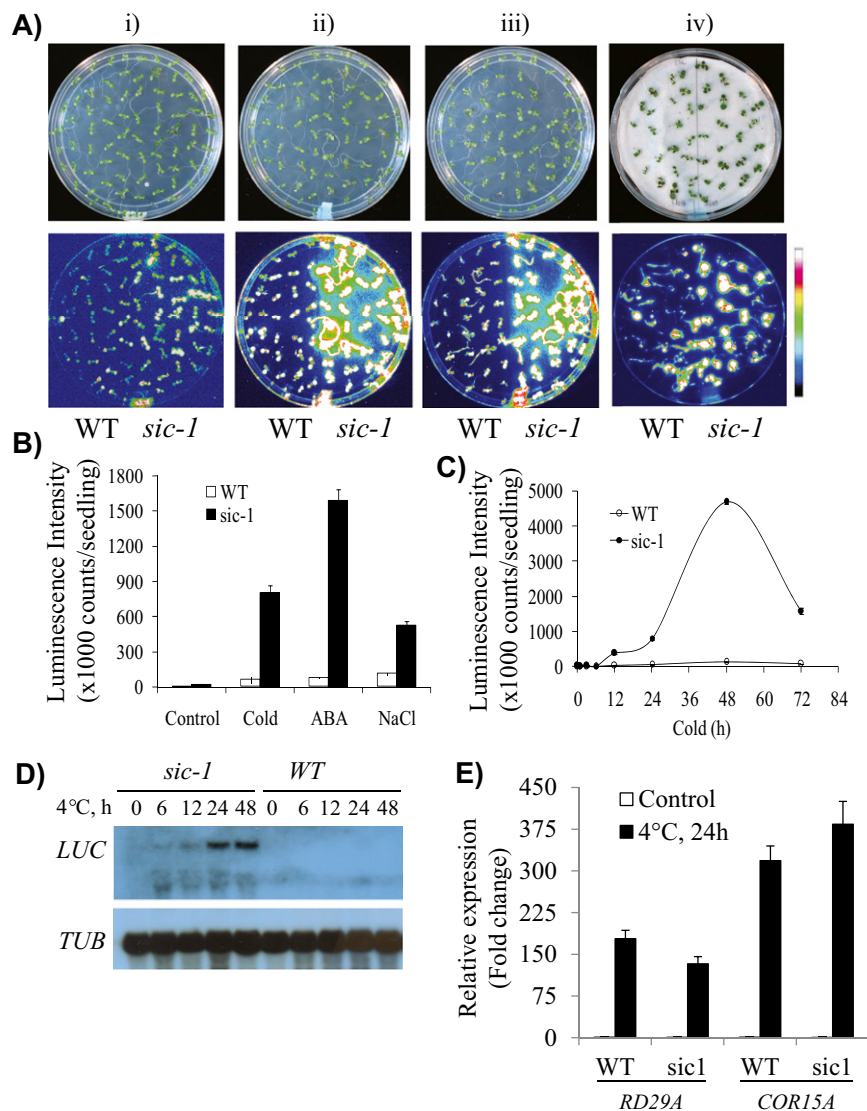 A)
i) ii) iii) iv)
WT sic-1 WT sic-1 WT sic-1 WT sic-1
B)
Luminescence Intensity
(x1000 counts/seedling)
1800
1500
1200
900
600
300
0
WT
sic-1
Control Cold ABA NaCl
C)
Luminescence Intensity
(x1000 counts/seedling)
5000
4000
3000
2000
1000
0
WT
sic-1
0 12 24 36 48 60 72 84
Cold (h)
D)
sic-1 WT
4°C, h 0 6 12 24 48 0 6 12 24 48
LUC
TUB
E)
Relative expression
(Fold change)
450
375
300
225
150
75
0
Control
4°C, 24h
WT sic1 WT sic1
RD29A COR15A